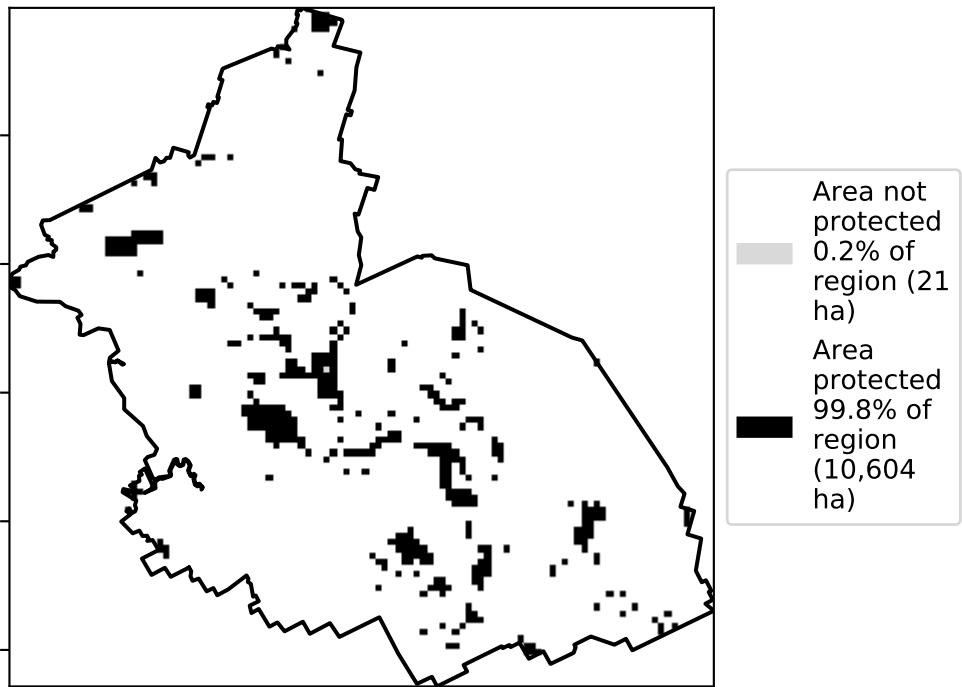 Area not
protected
0.2% of
region (21
ha)
Area
protected
99.8% of
region
(10,604
ha)